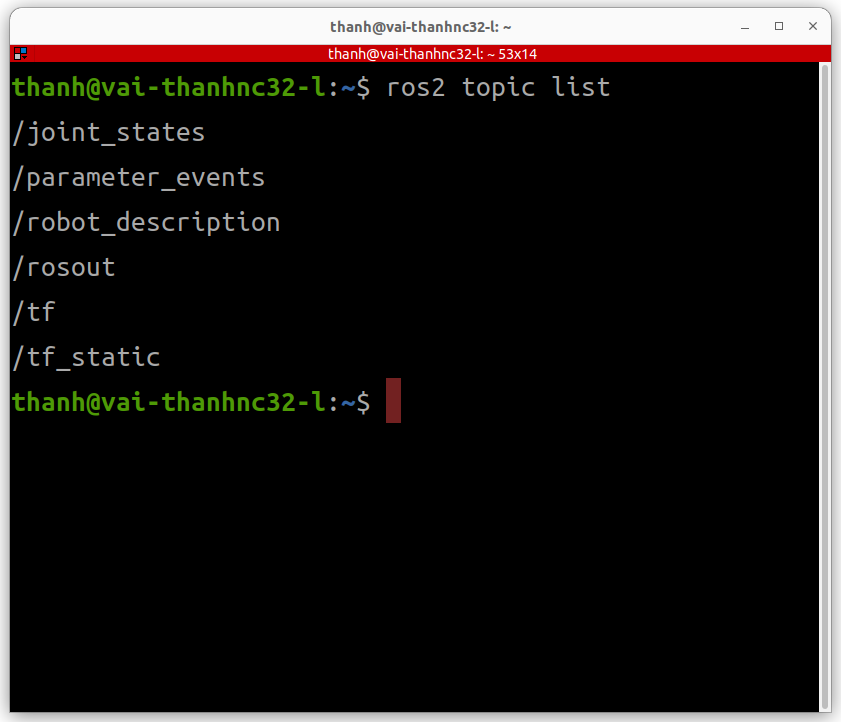 thanh@vai-thanhnc32-l: ~
thanh@vai-thanhnc32-l: ~ 53x14
thanh@vai-thanhnc32-l:~$ ros2 topic list
/joint_states
/parameter_events
/robot_description
/rosout
/tf
/tf_static
thanh@vai-thanhnc32-l:~$